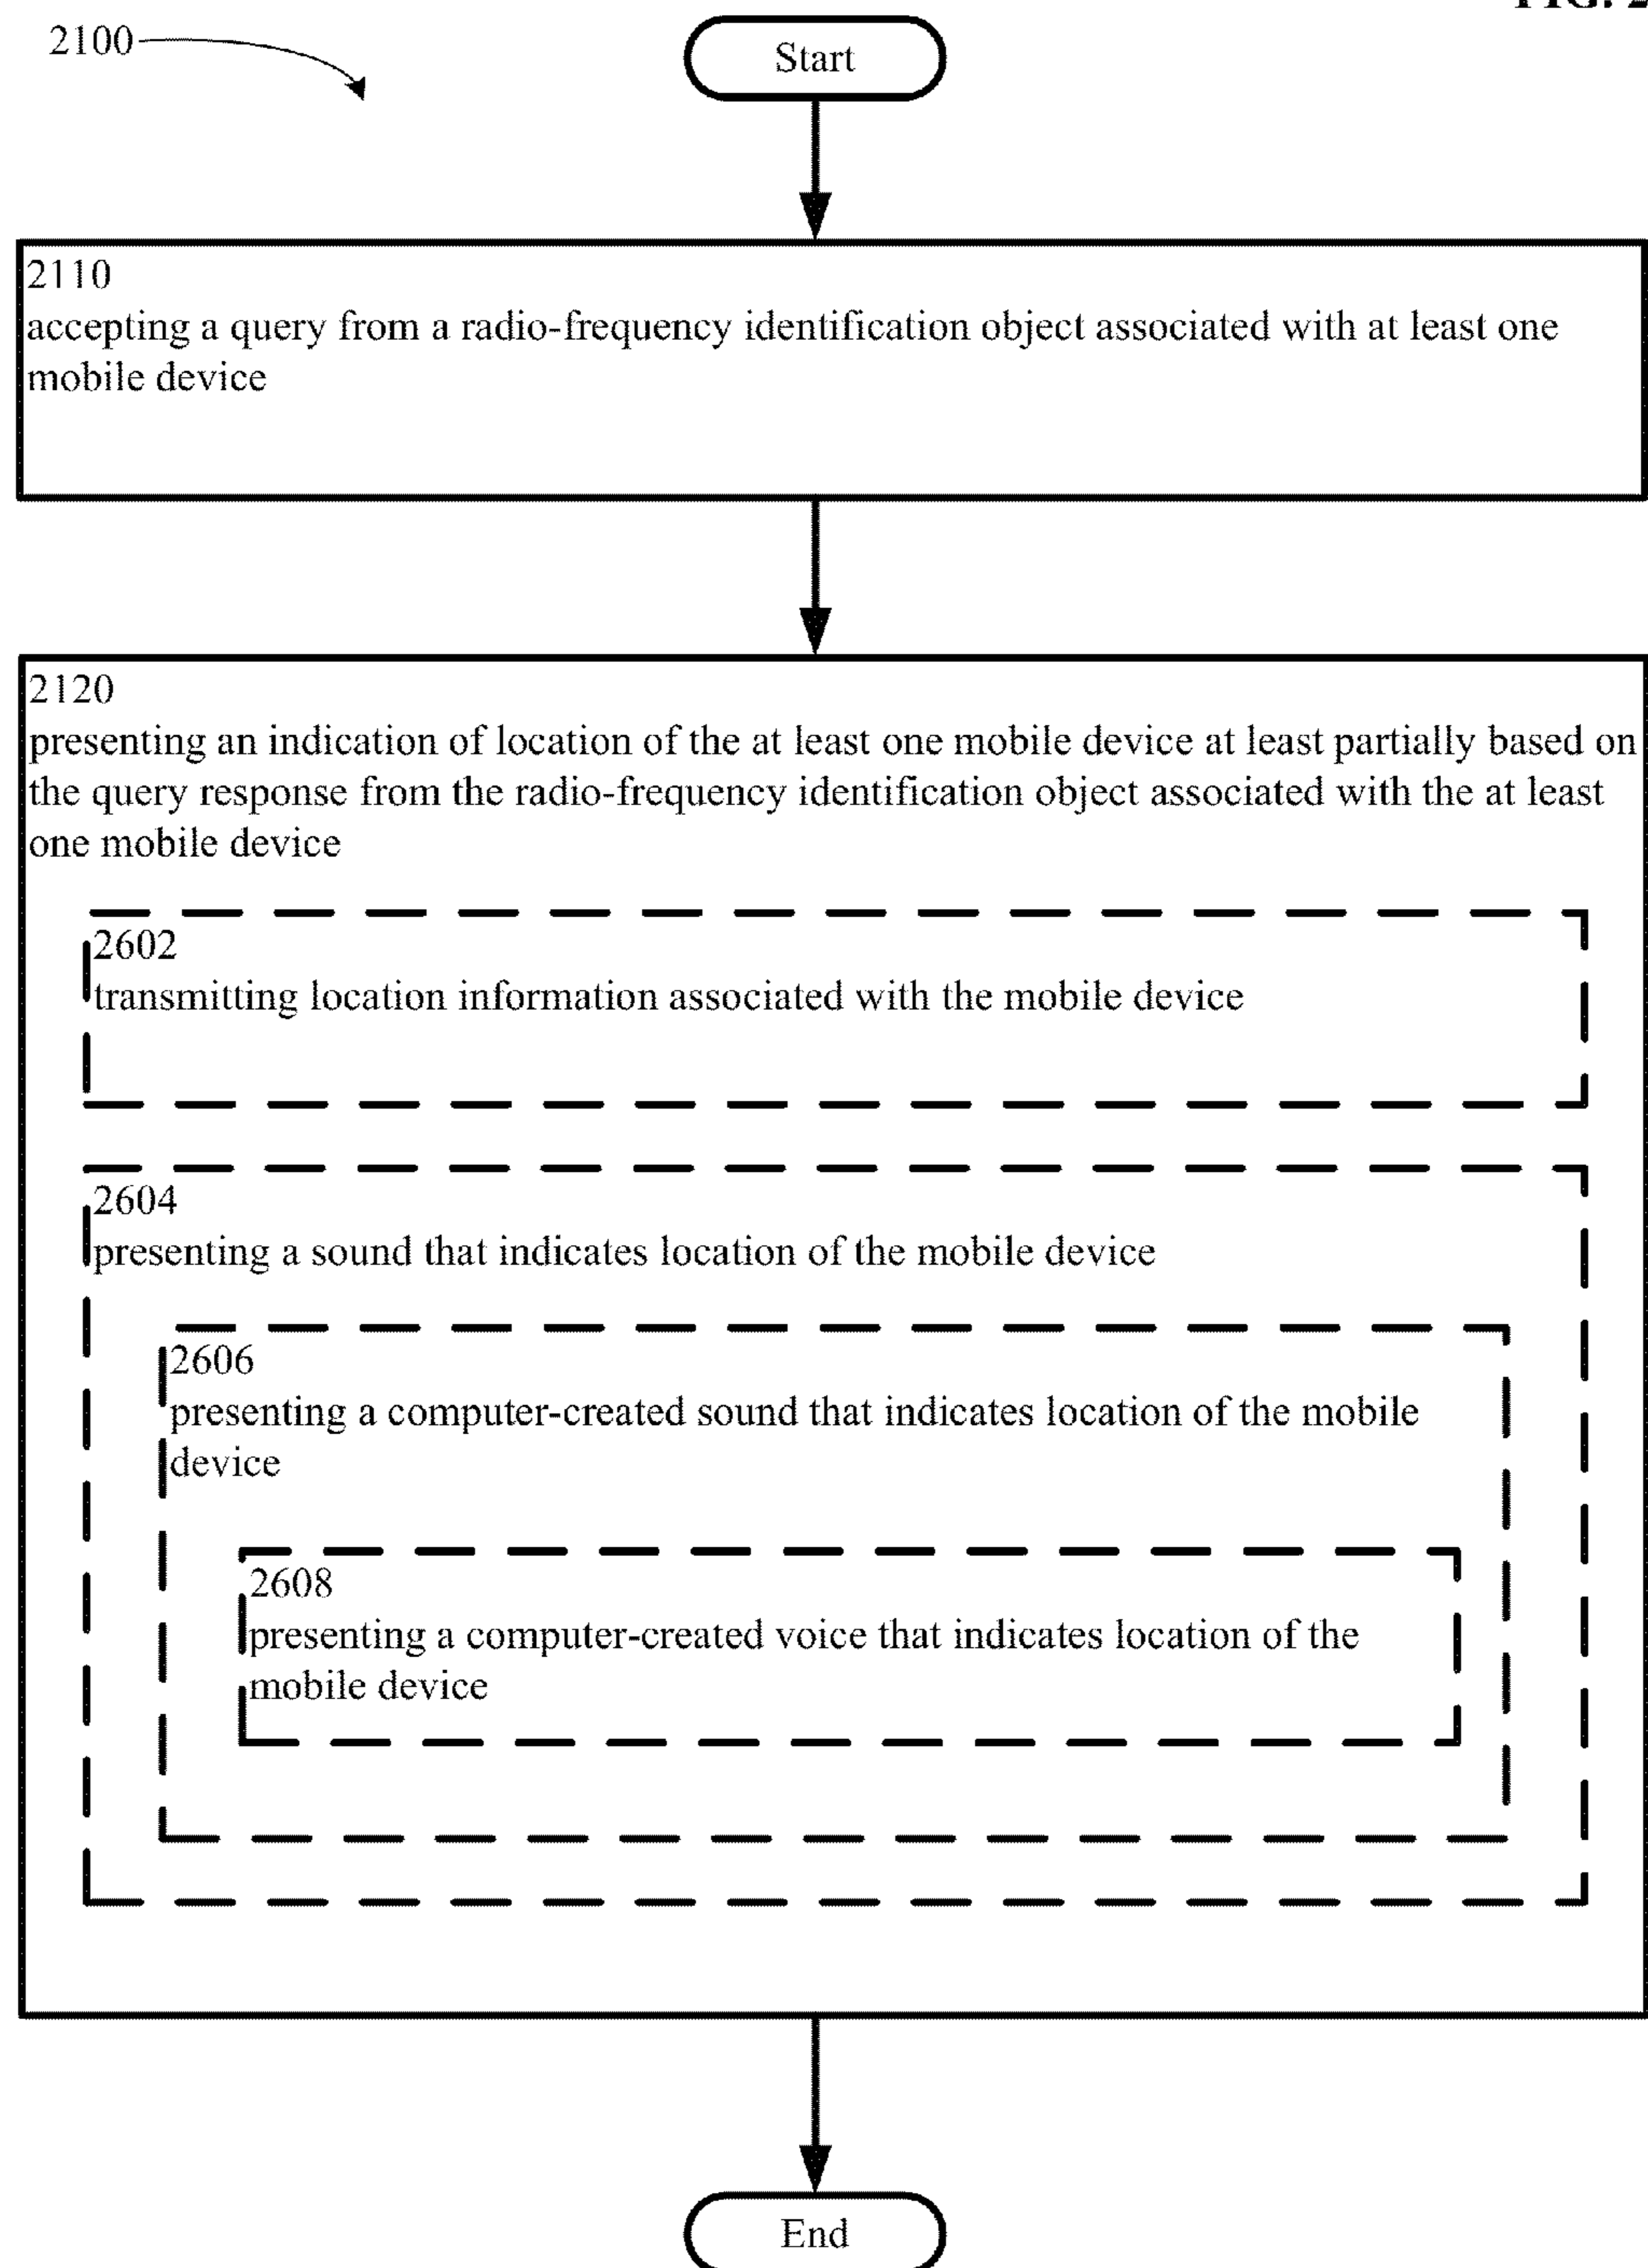 2100
Start
2110
accepting a query from a radio-frequency identification object associated with at least one
mobile device
2120
presenting an indication of location of the at least one mobile device at least partially based on
the query response from the radio-frequency identification object associated with the at least
one mobile device
2602
transmitting location information associated with the mobile device
2604
presenting a sound that indicates location of the mobile device
2606
presenting a computer-created sound that indicates location of the mobile
device
2608
presenting a computer-created voice that indicates location of the
mobile device
End